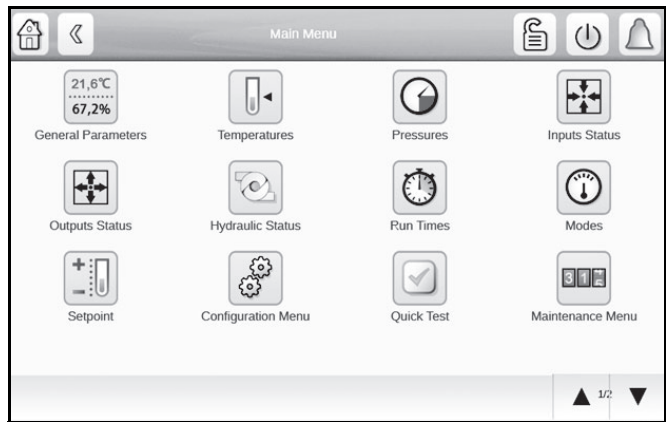 Main Menu
21,6°C
67,2%
General Parameters
Temperatures
Pressures
Inputs Status
Outputs Status
Hydraulic Status
Run Times
Modes
Setpoint
Configuration Menu
Quick Test
Maintenance Menu
1/2